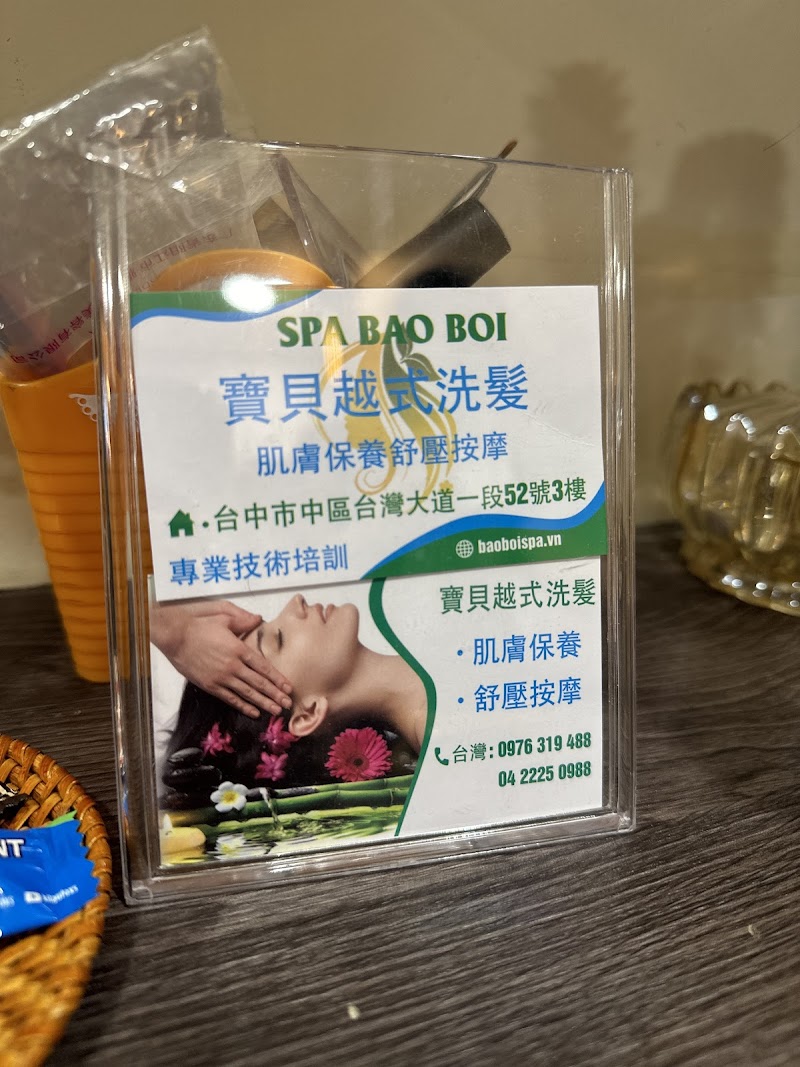 SPA BAO BOI
寶貝越式洗髮
肌膚保養舒壓按摩
·台中市中區台灣大道一段52號3樓
專業技術培訓
baoboispa.vn
寶貝越式洗髮
·肌膚保養
·舒壓按摩
台灣: 0976 319 488
04 2225 0988
NT